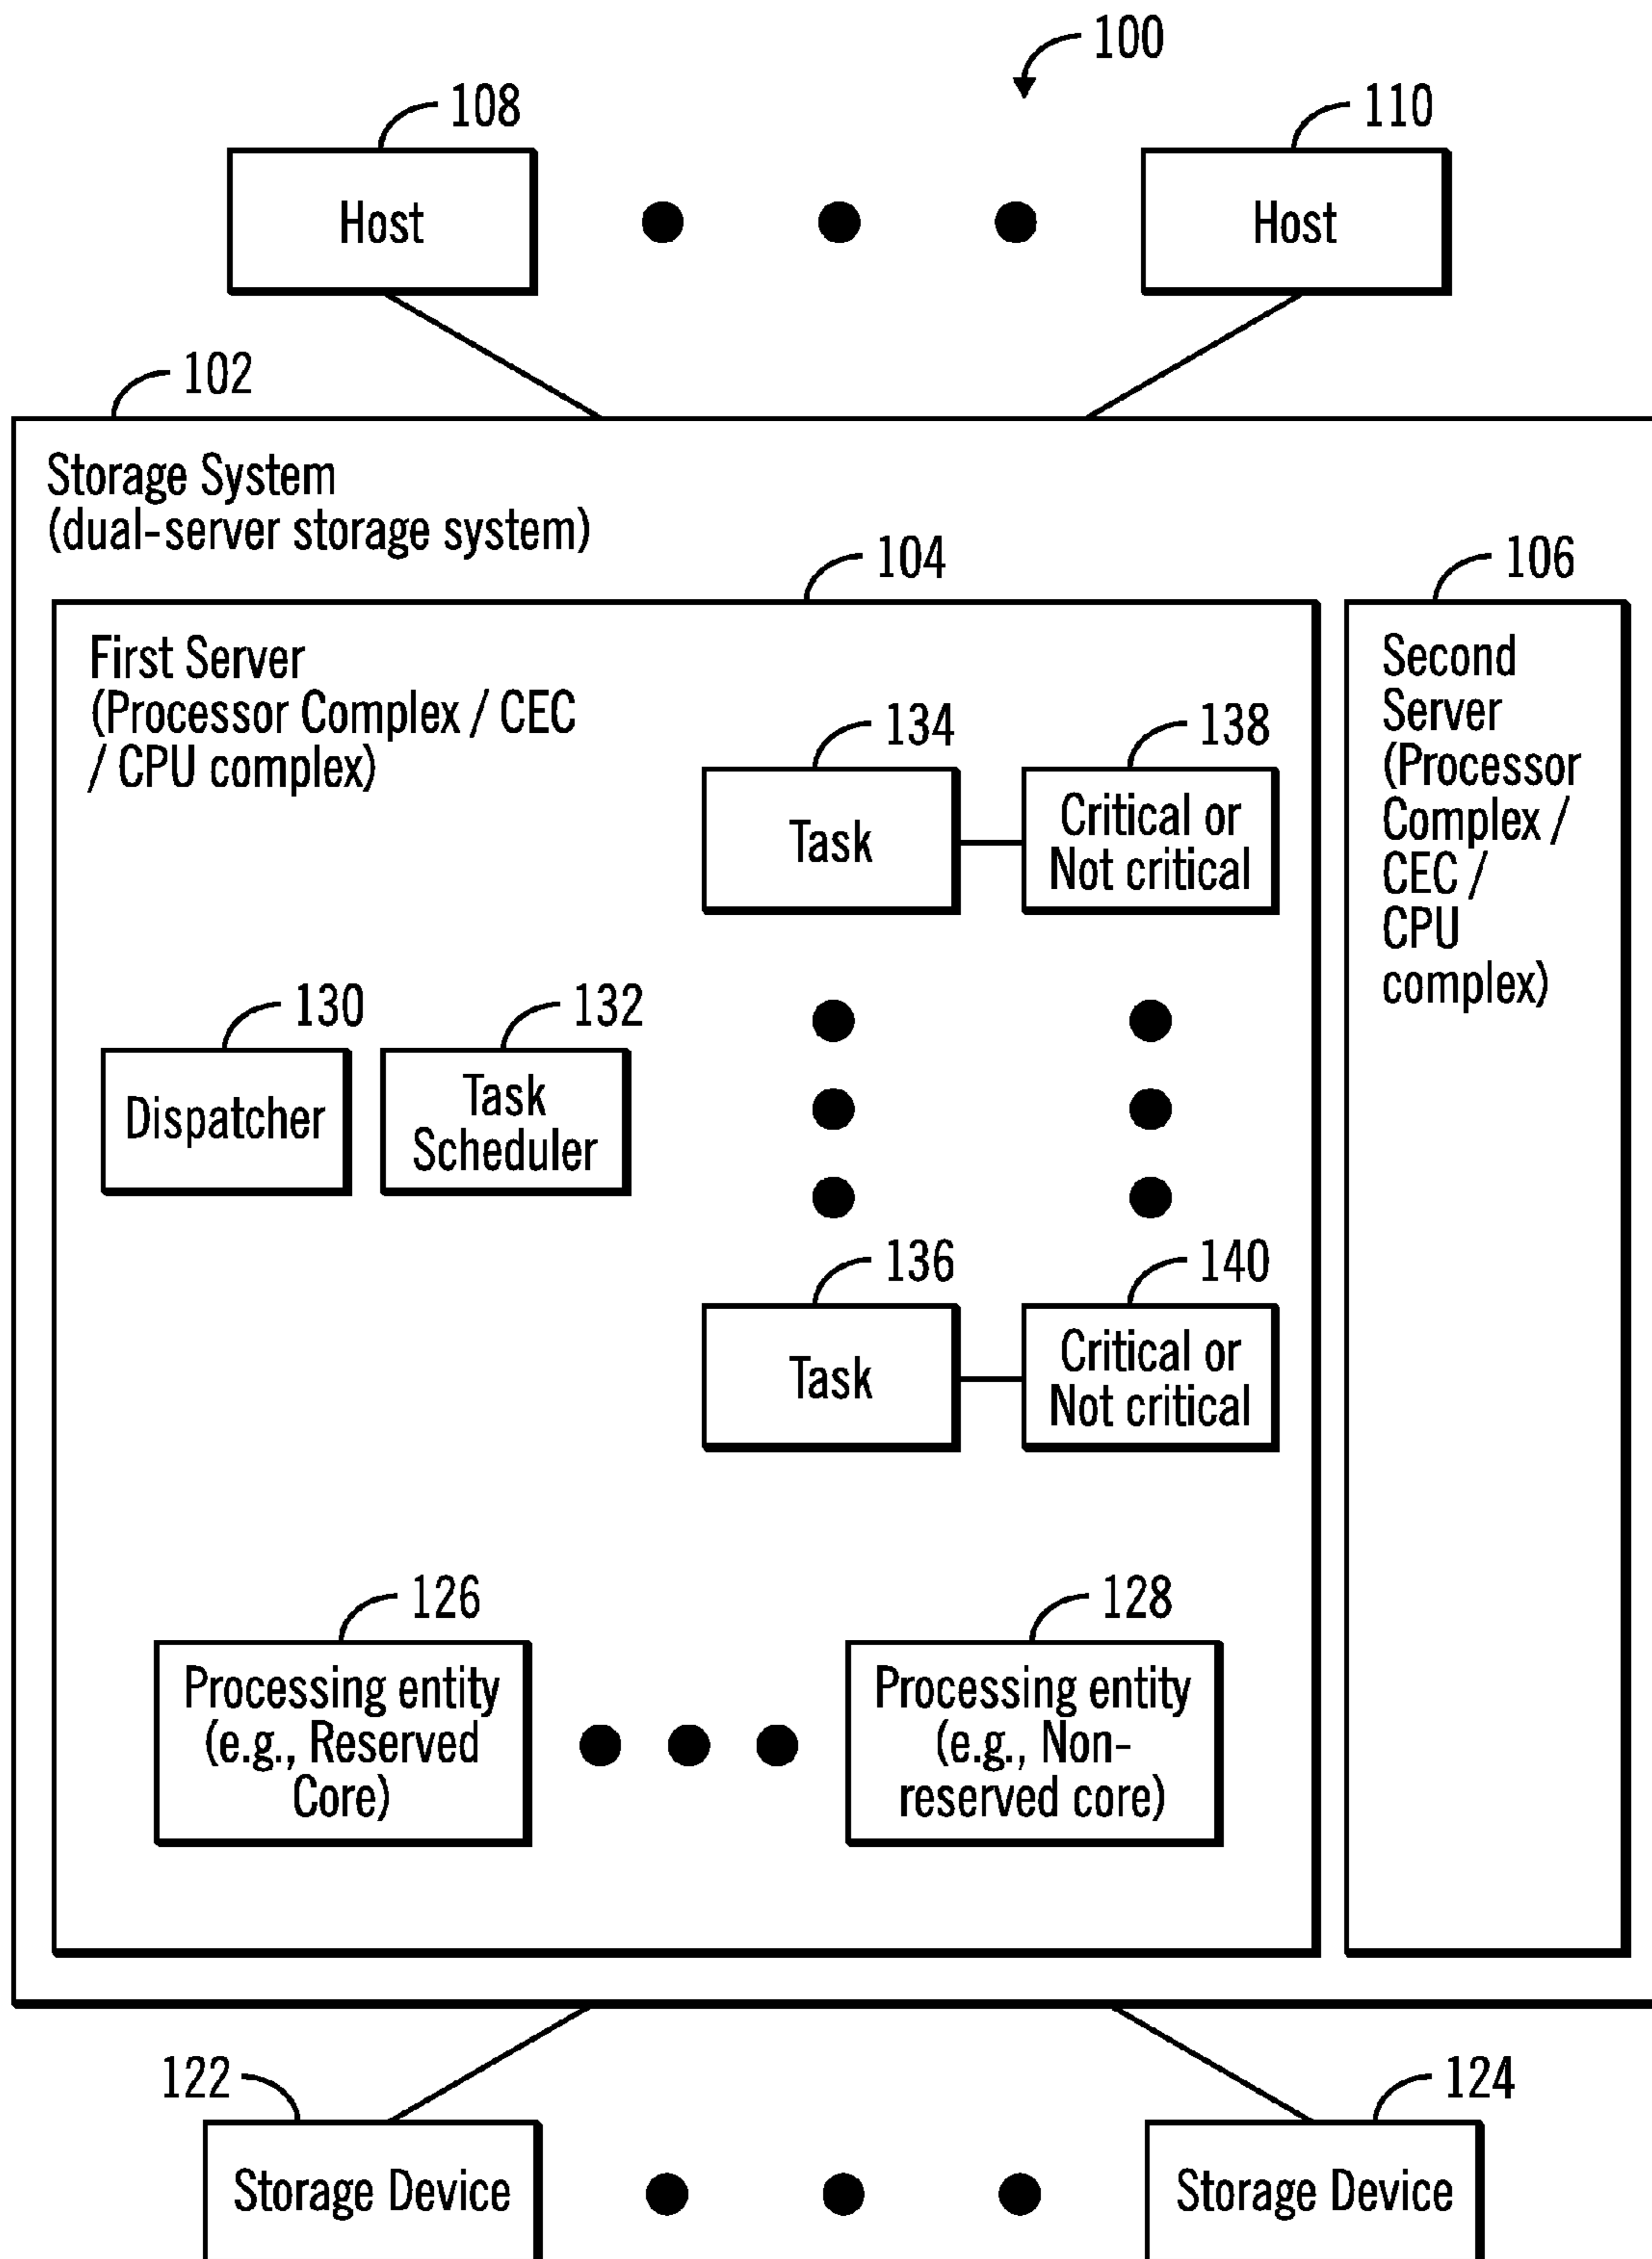 100
108
110
Host
Host
102
Storage System
(dual-server storage system)
104
106
First Server
(Processor Complex / CEC
/ CPU complex)
Second
Server
(Processor
Complex /
CEC /
CPU
complex)
134
138
Task
Critical or
Not critical
130
132
Dispatcher
Task
Scheduler
136
140
Task
Critical or
Not critical
126
128
Processing entity
(e.g., Reserved
Core)
Processing entity
(e.g., Non-
reserved core)
122
124
Storage Device
Storage Device